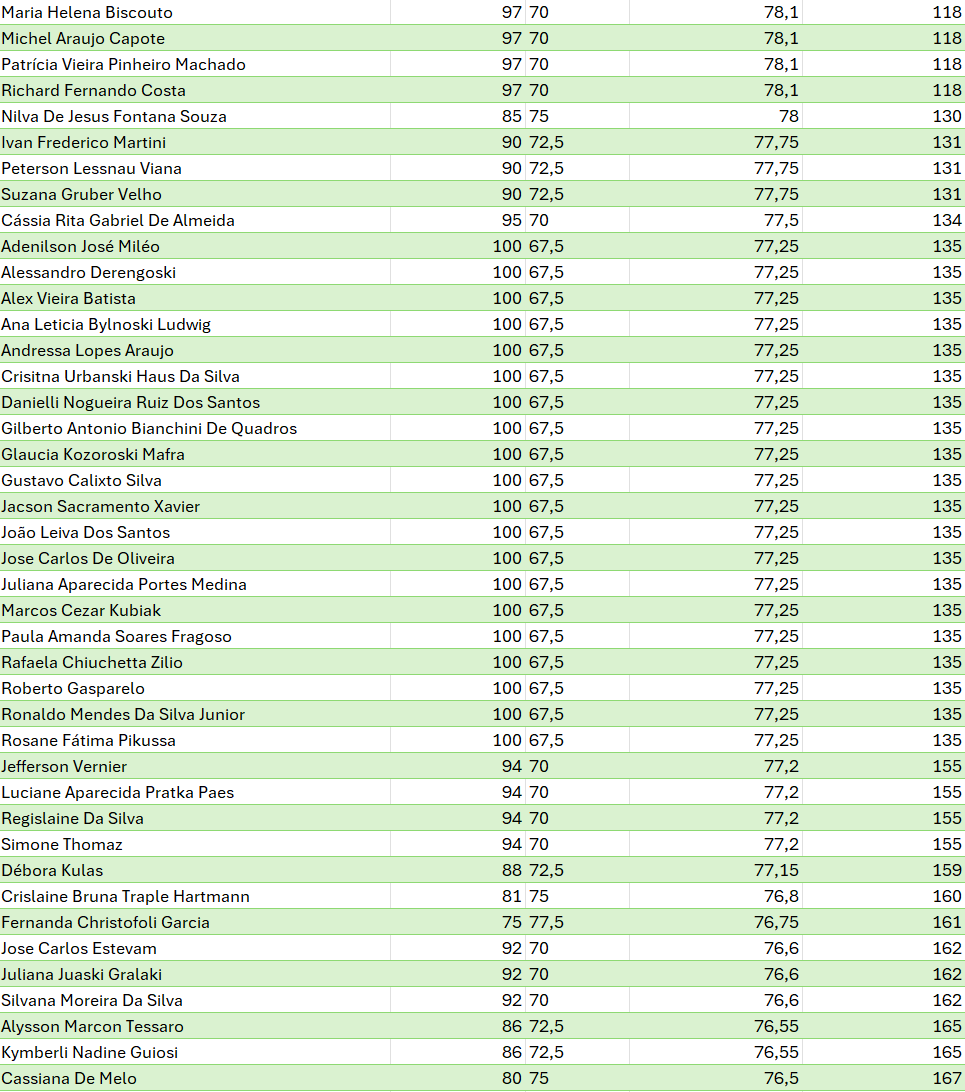 Maria Helena Biscouto 97 70 78,1 118
Michel Araujo Capote 97 70 78,1 118
Patrícia Vieira Pinheiro Machado 97 70 78,1 118
Richard Fernando Costa 97 70 78,1 118
Nilva De Jesus Fontana Souza 85 75 78 130
Ivan Frederico Martini 90 72,5 77,75 131
Peterson Lessnau Viana 90 72,5 77,75 131
Suzana Gruber Velho 90 72,5 77,75 131
Cássia Rita Gabriel De Almeida 95 70 77,5 134
Adenilson José Miléo 100 67,5 77,25 135
Alessandro Derengoski 100 67,5 77,25 135
Alex Vieira Batista 100 67,5 77,25 135
Ana Leticia Bylnoski Ludwig 100 67,5 77,25 135
Andressa Lopes Araujo 100 67,5 77,25 135
Crisitna Urbanski Haus Da Silva 100 67,5 77,25 135
Danielli Nogueira Ruiz Dos Santos 100 67,5 77,25 135
Gilberto Antonio Bianchini De Quadros 100 67,5 77,25 135
Glaucia Kozoroski Mafra 100 67,5 77,25 135
Gustavo Calixto Silva 100 67,5 77,25 135
Jacson Sacramento Xavier 100 67,5 77,25 135
João Leiva Dos Santos 100 67,5 77,25 135
Jose Carlos De Oliveira 100 67,5 77,25 135
Juliana Aparecida Portes Medina 100 67,5 77,25 135
Marcos Cezar Kubiak 100 67,5 77,25 135
Paula Amanda Soares Fragoso 100 67,5 77,25 135
Rafaela Chiuchetta Zilio 100 67,5 77,25 135
Roberto Gasparelo 100 67,5 77,25 135
Ronaldo Mendes Da Silva Junior 100 67,5 77,25 135
Rosane Fátima Pikussa 100 67,5 77,25 135
Jefferson Vernier 94 70 77,2 155
Luciane Aparecida Pratka Paes 94 70 77,2 155
Regislaine Da Silva 94 70 77,2 155
Simone Thomaz 94 70 77,2 155
Débora Kulas 88 72,5 77,15 159
Crislaine Bruna Traple Hartmann 81 75 76,8 160
Fernanda Christofoli Garcia 75 77,5 76,75 161
Jose Carlos Estevam 92 70 76,6 162
Juliana Juaski Gralaki 92 70 76,6 162
Silvana Moreira Da Silva 92 70 76,6 162
Alysson Marcon Tessaro 86 72,5 76,55 165
Kymberli Nadine Guiosi 86 72,5 76,55 165
Cassiana De Melo 80 75 76,5 167